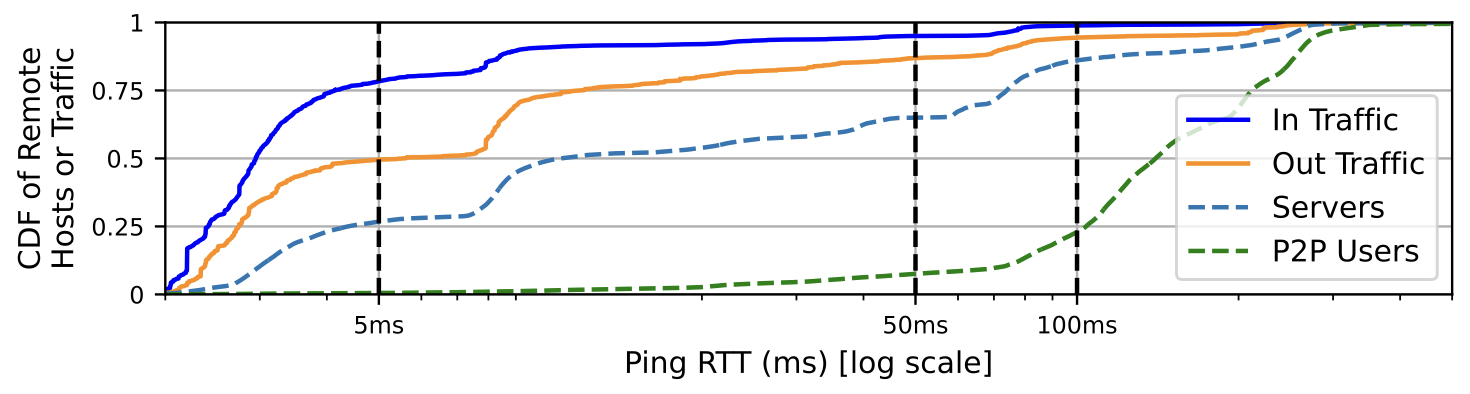 CDF of Remote
Hosts or Traffic
1
0.75
0.5
0.25
0
In Traffic
Out Traffic
Servers
P2P Users
5ms
50ms
100ms
Ping RTT (ms) [log scale]